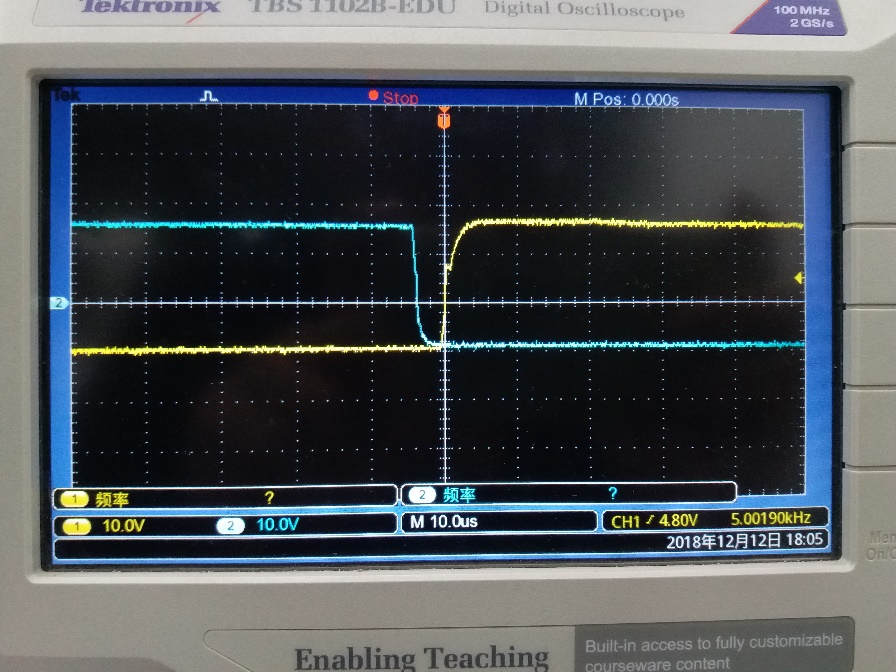 Tektronix TBS 1102B-EDU Digital Oscilloscope
100 MHz
2 GS/s
Tek Stop M Pos: 0.000s
T
2
1 频率 ? 2 频率 ?
1 10.0V 2 10.0V M 10.0us CH1 4.80V 5.00190kHz
2018年12月12日 18:05
Enabling Teaching
Built-in access to fully customizable
courseware content